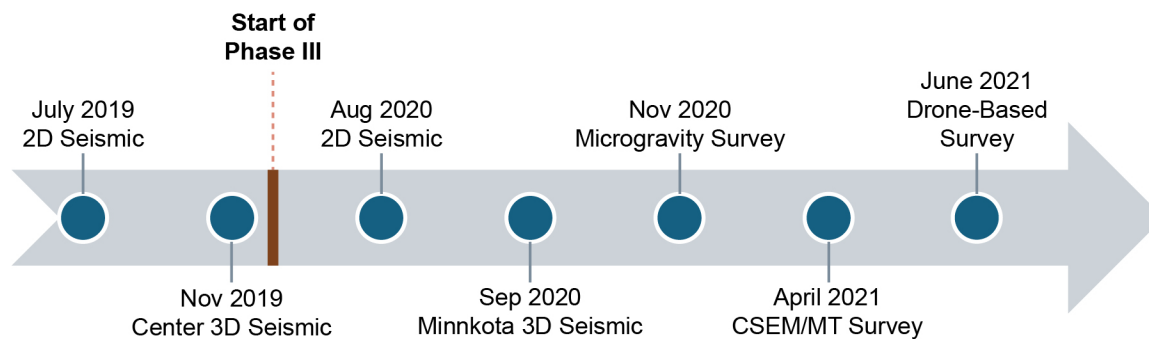 Start of
Phase III
July 2019
2D Seismic
Nov 2019
Center 3D Seismic
Aug 2020
2D Seismic
Sep 2020
Minnkota 3D Seismic
Nov 2020
Microgravity Survey
April 2021
CSEM/MT Survey
June 2021
Drone-Based
Survey